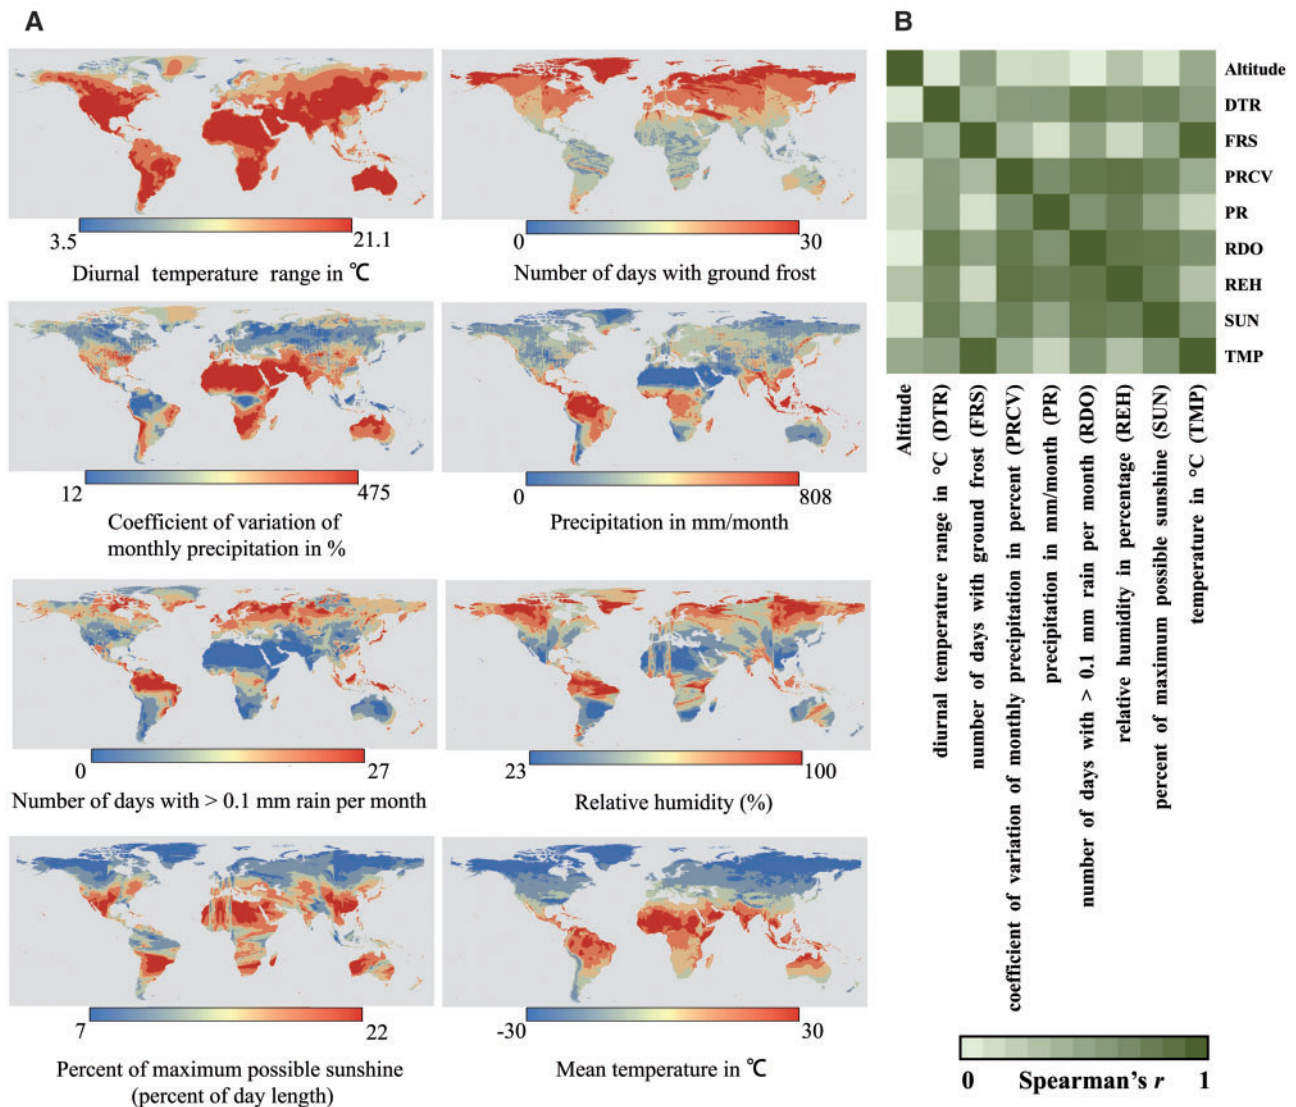 A
3.5 21.1
Diurnal temperature range in ℃
0 30
Number of days with ground frost
12 475
Coefficient of variation of
monthly precipitation in %
0 808
Precipitation in mm/month
0 27
Number of days with > 0.1 mm rain per month
23 100
Relative humidity (%)
7 22
Percent of maximum possible sunshine
(percent of day length)
-30 30
Mean temperature in ℃
B
Altitude
DTR
FRS
PRCV
PR
RDO
REH
SUN
TMP
Altitude
diurnal temperature range in °C (DTR)
number of days with ground frost (FRS)
coefficient of variation of monthly precipitation in percent (PRCV)
precipitation in mm/month (PR)
number of days with > 0.1 mm rain per month (RDO)
relative humidity in percentage (REH)
percent of maximum possible sunshine (SUN)
temperature in °C (TMP)
0 Spearman's r 1